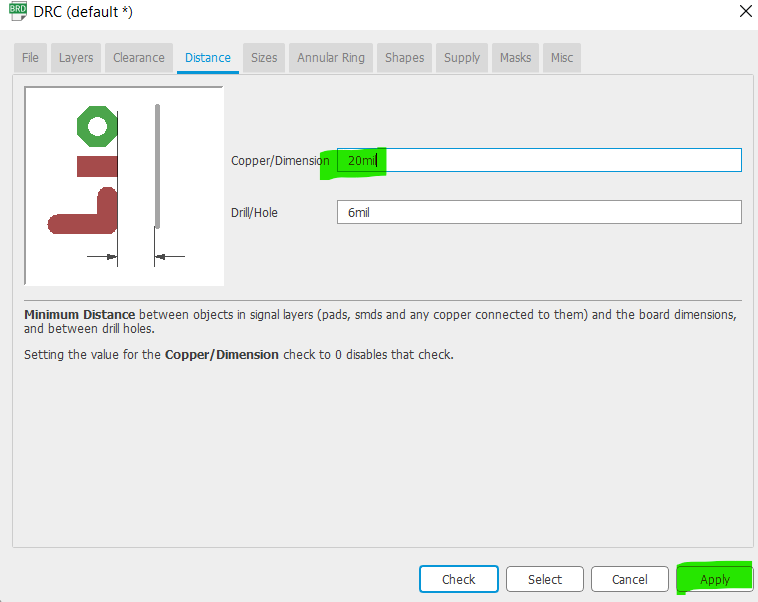 BRD
DRC (default *)
File Layers Clearance Distance Sizes Annular Ring Shapes Supply Masks Misc
Copper/Dimension 20mil
Drill/Hole 6mil
Minimum Distance between objects in signal layers (pads, smds and any copper connected to them) and the board dimensions,
and between drill holes.
Setting the value for the Copper/Dimension check to 0 disables that check.
Check Select Cancel Apply